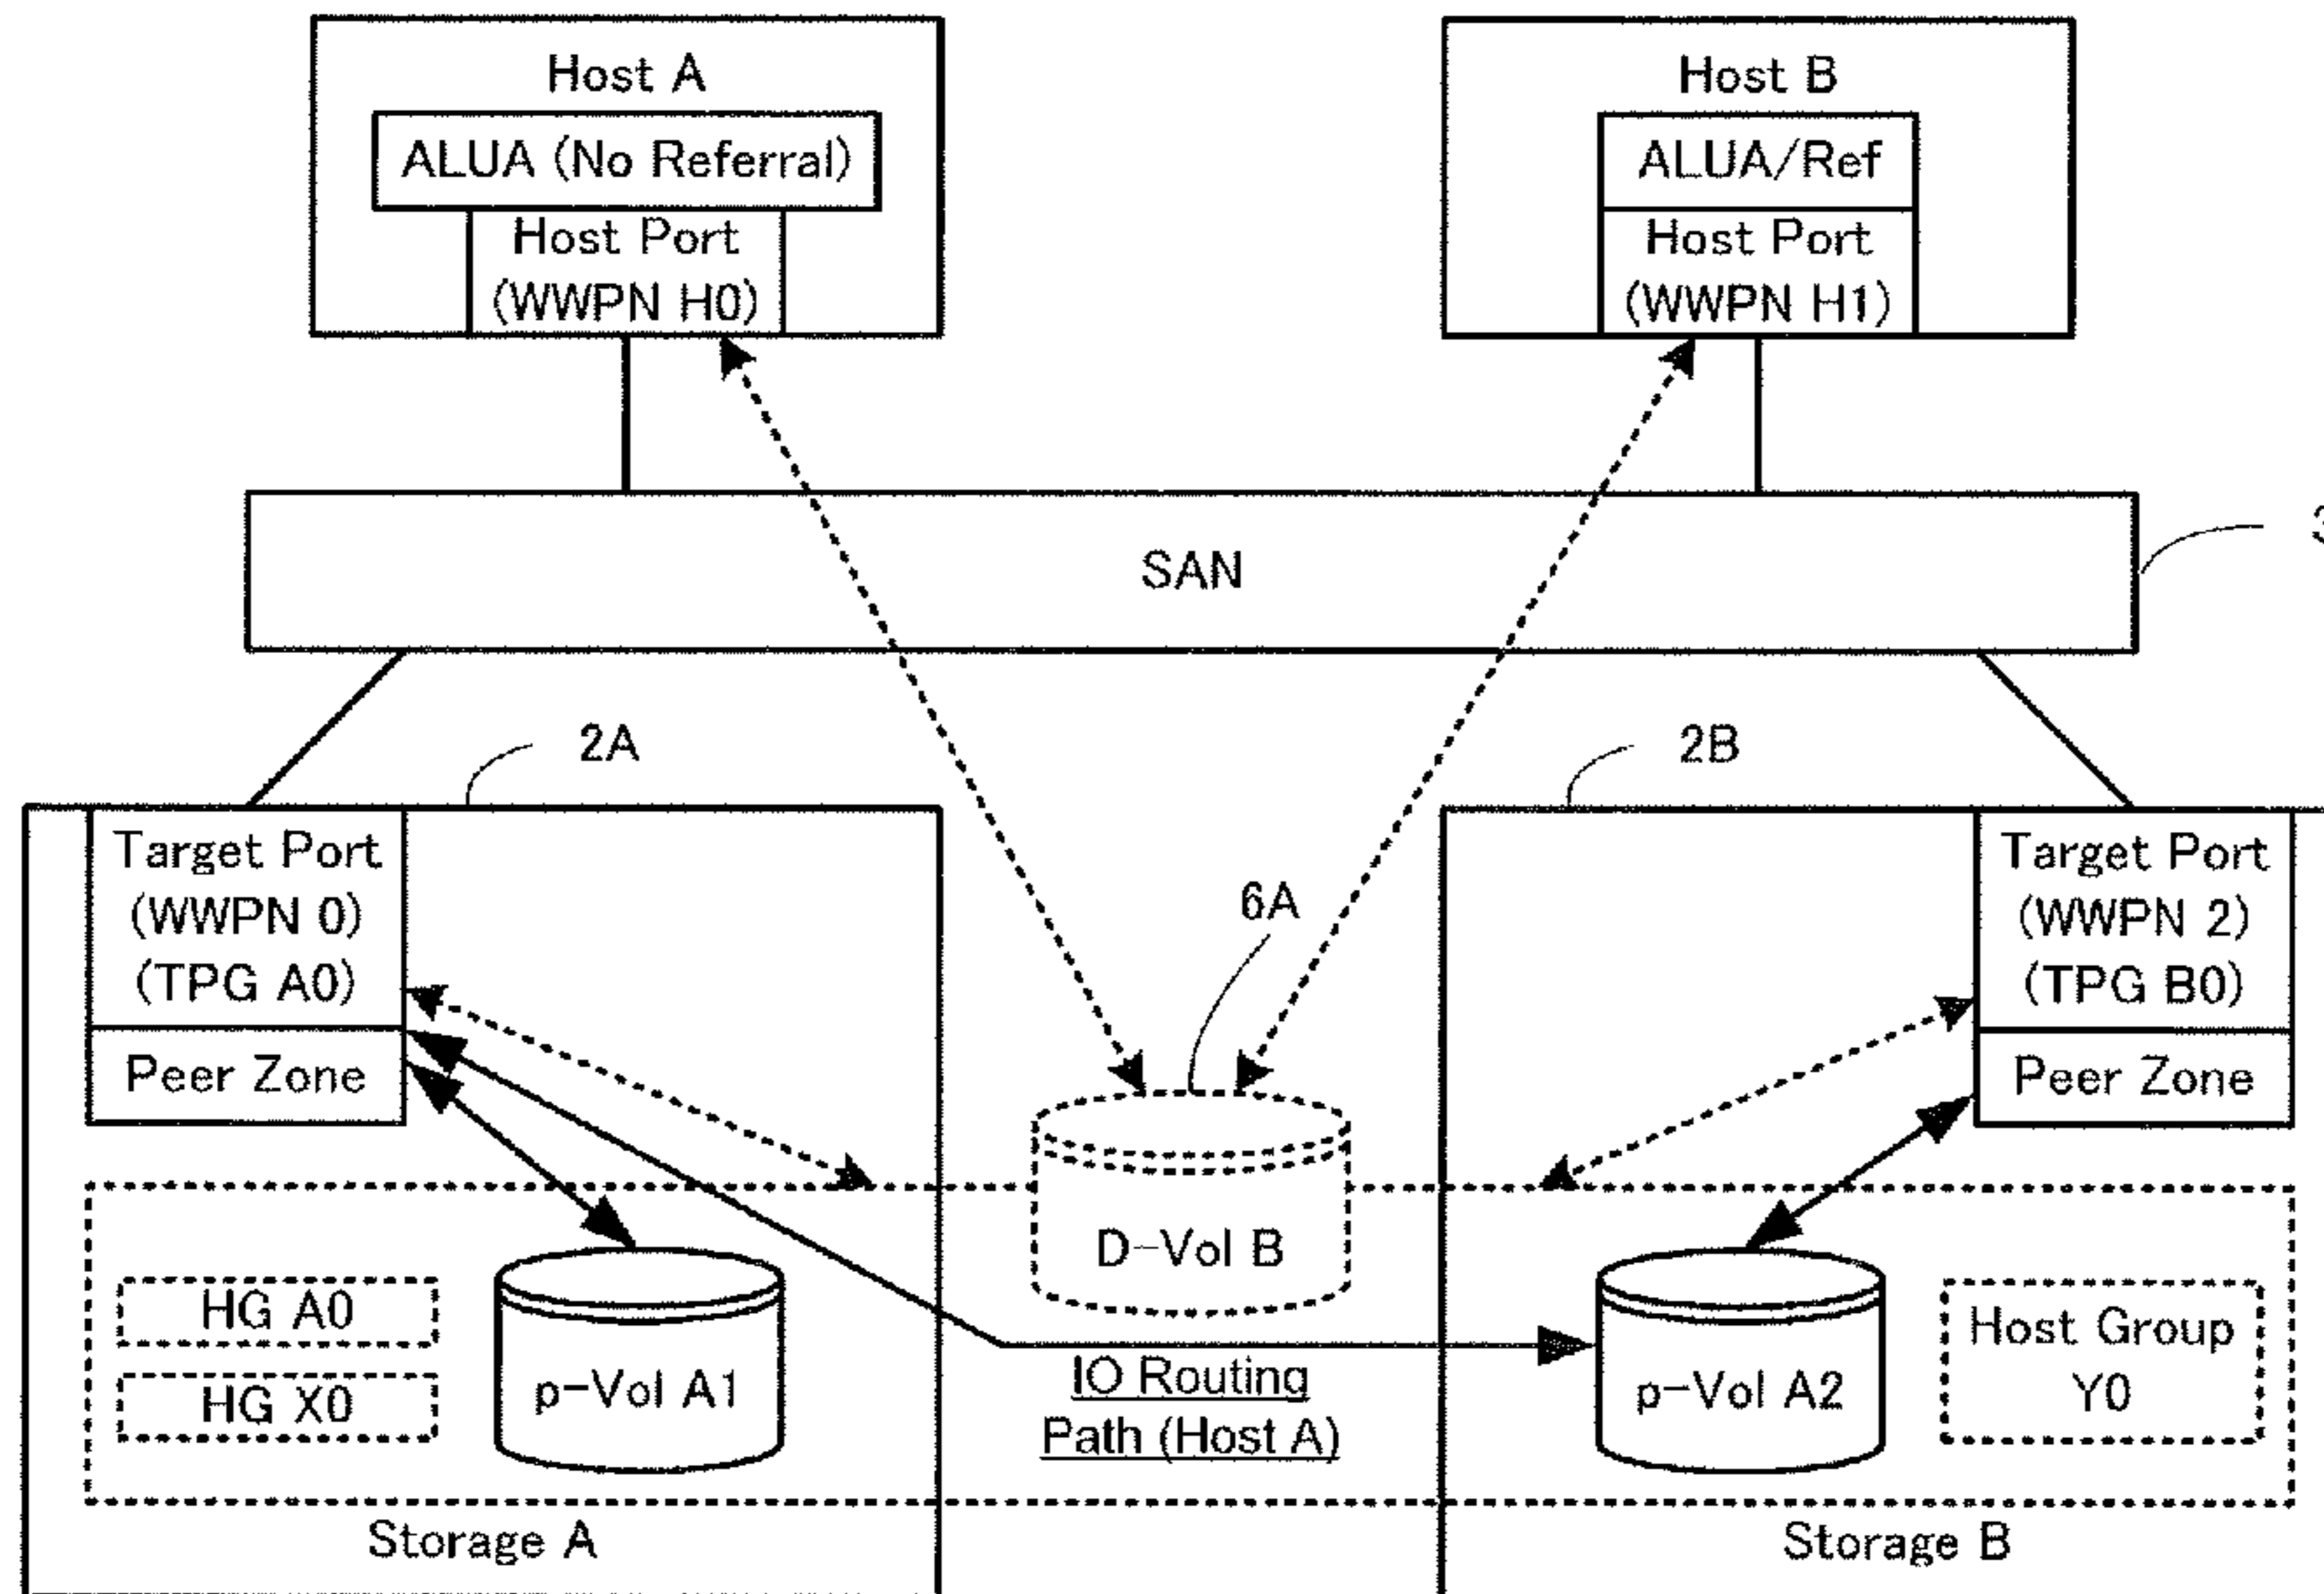 Host A
ALUA (No Referral)
Host Port
(WWPN H0)
Host B
ALUA/Ref
Host Port
(WWPN H1)
SAN
3
2A
2B
Target Port
(WWPN 0)
(TPG A0)
Peer Zone
6A
Target Port
(WWPN 2)
(TPG B0)
Peer Zone
HG A0
HG X0
p-Vol A1
D-Vol B
IO Routing
Path (Host A)
p-Vol A2
Host Group
Y0
Storage A
Storage B